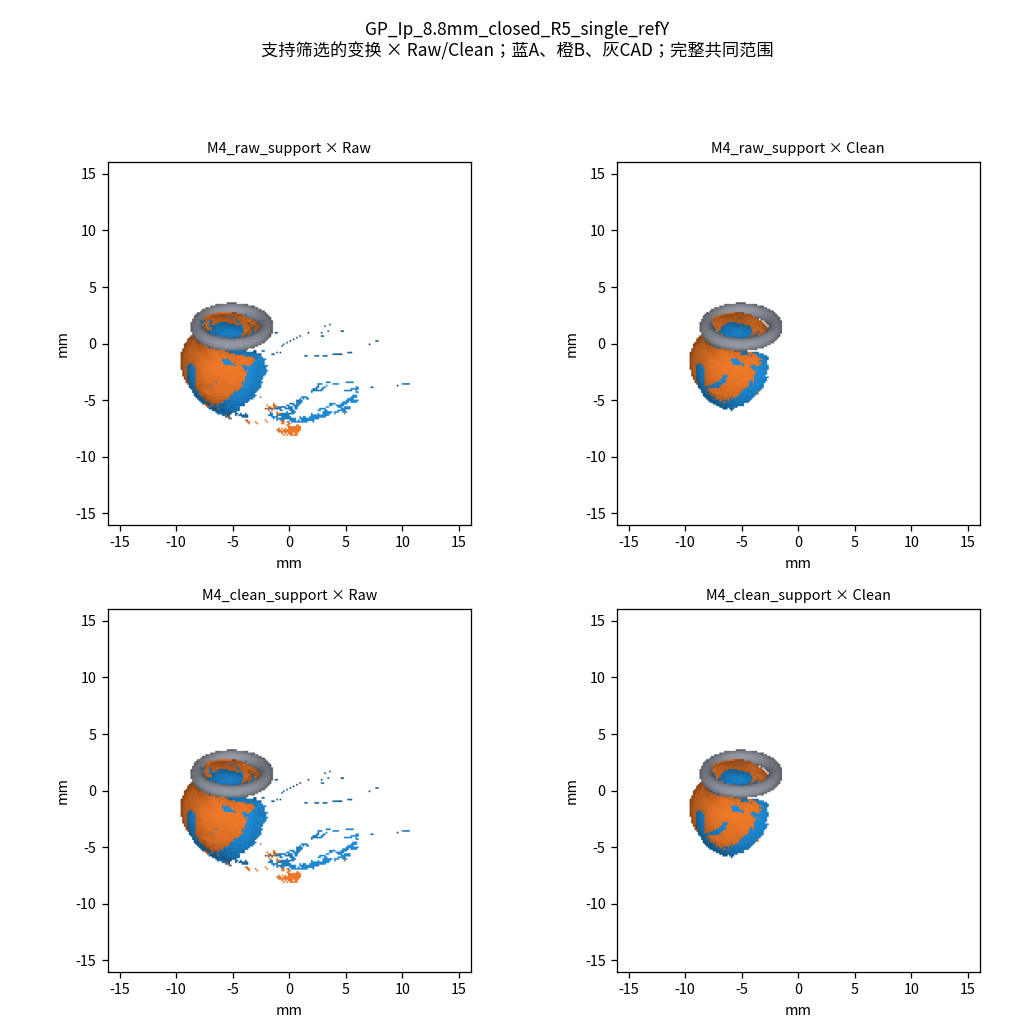 GP_Ip_8.8mm_closed_R5_single_refY
支持筛选的变换 × Raw/Clean；蓝A、橙B、灰CAD；完整共同范围
M4_raw_support × Raw
M4_raw_support × Clean
15
10
5
0
-5
-10
-15
mm
-15 -10 -5 0 5 10 15
mm
15
10
5
0
-5
-10
-15
mm
-15 -10 -5 0 5 10 15
mm
M4_clean_support × Raw
M4_clean_support × Clean
15
10
5
0
-5
-10
-15
mm
-15 -10 -5 0 5 10 15
mm
15
10
5
0
-5
-10
-15
mm
-15 -10 -5 0 5 10 15
mm